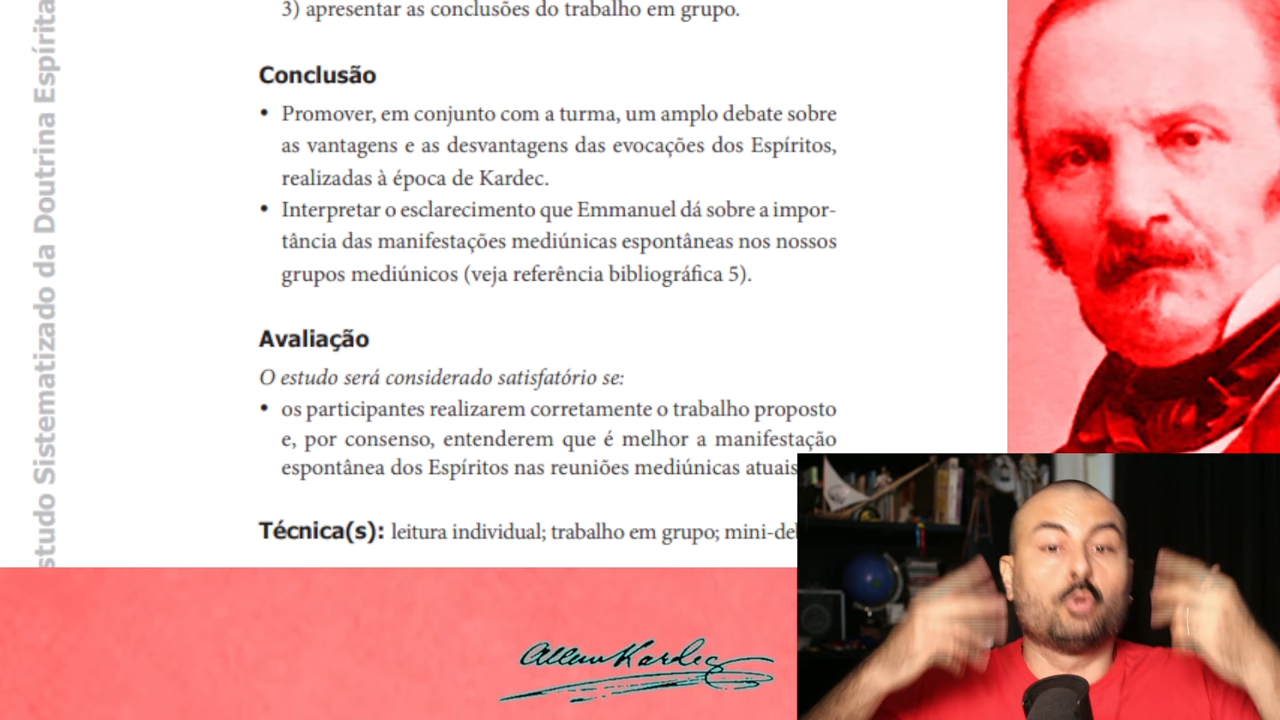 3) apresentar as conclusões do trabalho em grupo.
Conclusão
• Promover, em conjunto com a turma, um amplo debate sobre
as vantagens e as desvantagens das evocações dos Espíritos,
realizadas à época de Kardec.
• Interpretar o esclarecimento que Emmanuel dá sobre a impor-
tância das manifestações mediúnicas espontâneas nos nossos
grupos mediúnicos (veja referência bibliográfica 5).
Avaliação
O estudo será considerado satisfatório se:
• os participantes realizarem corretamente o trabalho proposto
e, por consenso, entenderem que é melhor a manifestação
espontânea dos Espíritos nas reuniões mediúnicas atuais
Técnica(s): leitura individual; trabalho em grupo;
studo Sistematizado da Doutrina Espírita
Allan Kardec